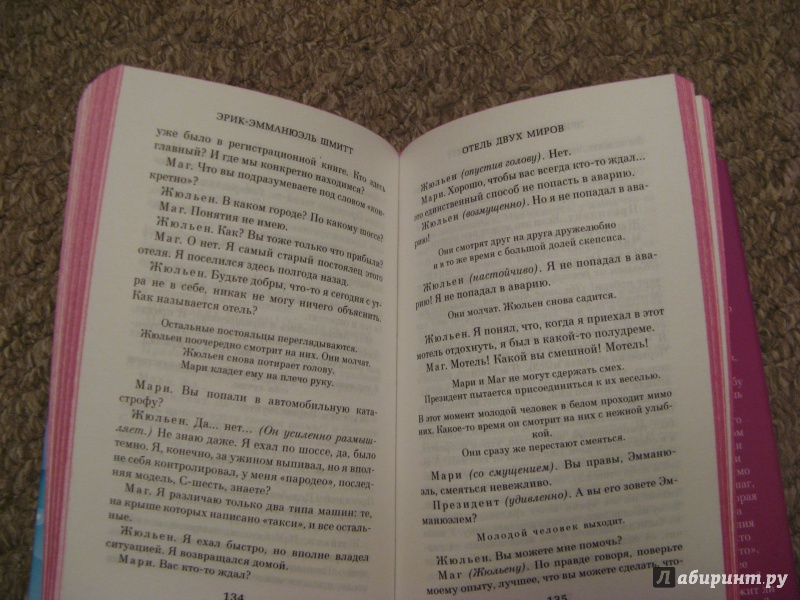 ЭРИК-ЭММАНЮЭЛЬ ШМИТТ
уже было в регистрационной книге. Кто здесь
главный? И где мы конкретно находимся?
Маг. Что вы подразумеваете под словом «кон-
кретно»?
Жюльен. В каком городе? По какому шоссе?
Маг. Понятия не имею.
Жюльен. Как? Вы тоже только что прибыли?
Маг. О нет. Я самый старый постоялец этого
отеля. Я поселился здесь полгода назад.
Жюльен. Будьте добры, что-то я сегодня с ут-
ра не в себе, никак не могу ничего объяснить.
Как называется отель?
Остальные постояльцы переглядываются.
Жюльен поочередно смотрит на них. Они молчат.
Жюльен снова потирает голову.
Мари кладет ему на плечо руку.
Мари. Вы попали в автомобильную ката-
строфу?
Жюльен. Да... нет... (Он усиленно размыш-
ляет.) Не знаю даже. Я ехал по шоссе, да, было
темно. Я, конечно, за ужином выпивал, но я впол-
не себя контролировал, у меня «пародео», послед-
няя модель, С-шесть, знаете?
Маг. Я различаю только два типа машин: те,
на крыше которых написано «такси», и все осталь-
ные.
Жюльен. Я ехал быстро, но вполне владел
ситуацией. Я возвращался домой.
Мари. Вас кто-то ждал?
134
ОТЕЛЬ ДВУХ МИРОВ
Жюльен (опустив голову). Нет.
Мари. Хорошо, чтобы вас всегда кто-то ждал...
это единственный способ не попасть в аварию.
Жюльен (возмущенно). Но я не попадал в ава-
рию!
Они смотрят друг на друга дружелюбно
и в то же время с большой долей скепсиса.
Жюльен (настойчиво). Я не попадал в ава-
рию! Я не попадал в аварию.
Они молчат. Жюльен снова садится.
Жюльен. Я понял, что, когда я приехал в этот
мотель отдохнуть, я был в какой-то полудреме.
Маг. Мотель! Какой вы смешной! Мотель!
Мари и Маг не могут сдержать смех.
Президент пытается присоединиться к их веселью.
В этот момент молодой человек в белом проходит мимо
них. Какое-то время он смотрит на них с нежной улыб-
кой.
Они сразу же перестают смеяться.
Мари (со смущением). Вы правы, Эмману-
эль, смеяться невежливо.
Президент (удивленно). А вы его зовете Эм-
манюэлем?
Молодой человек выходит.
Жюльен. Вы можете мне помочь?
Маг (Жюльену). По правде говоря, поверьте
моему опыту, лучшее, что вы можете сделать, что-
135
Лабиринт.ру